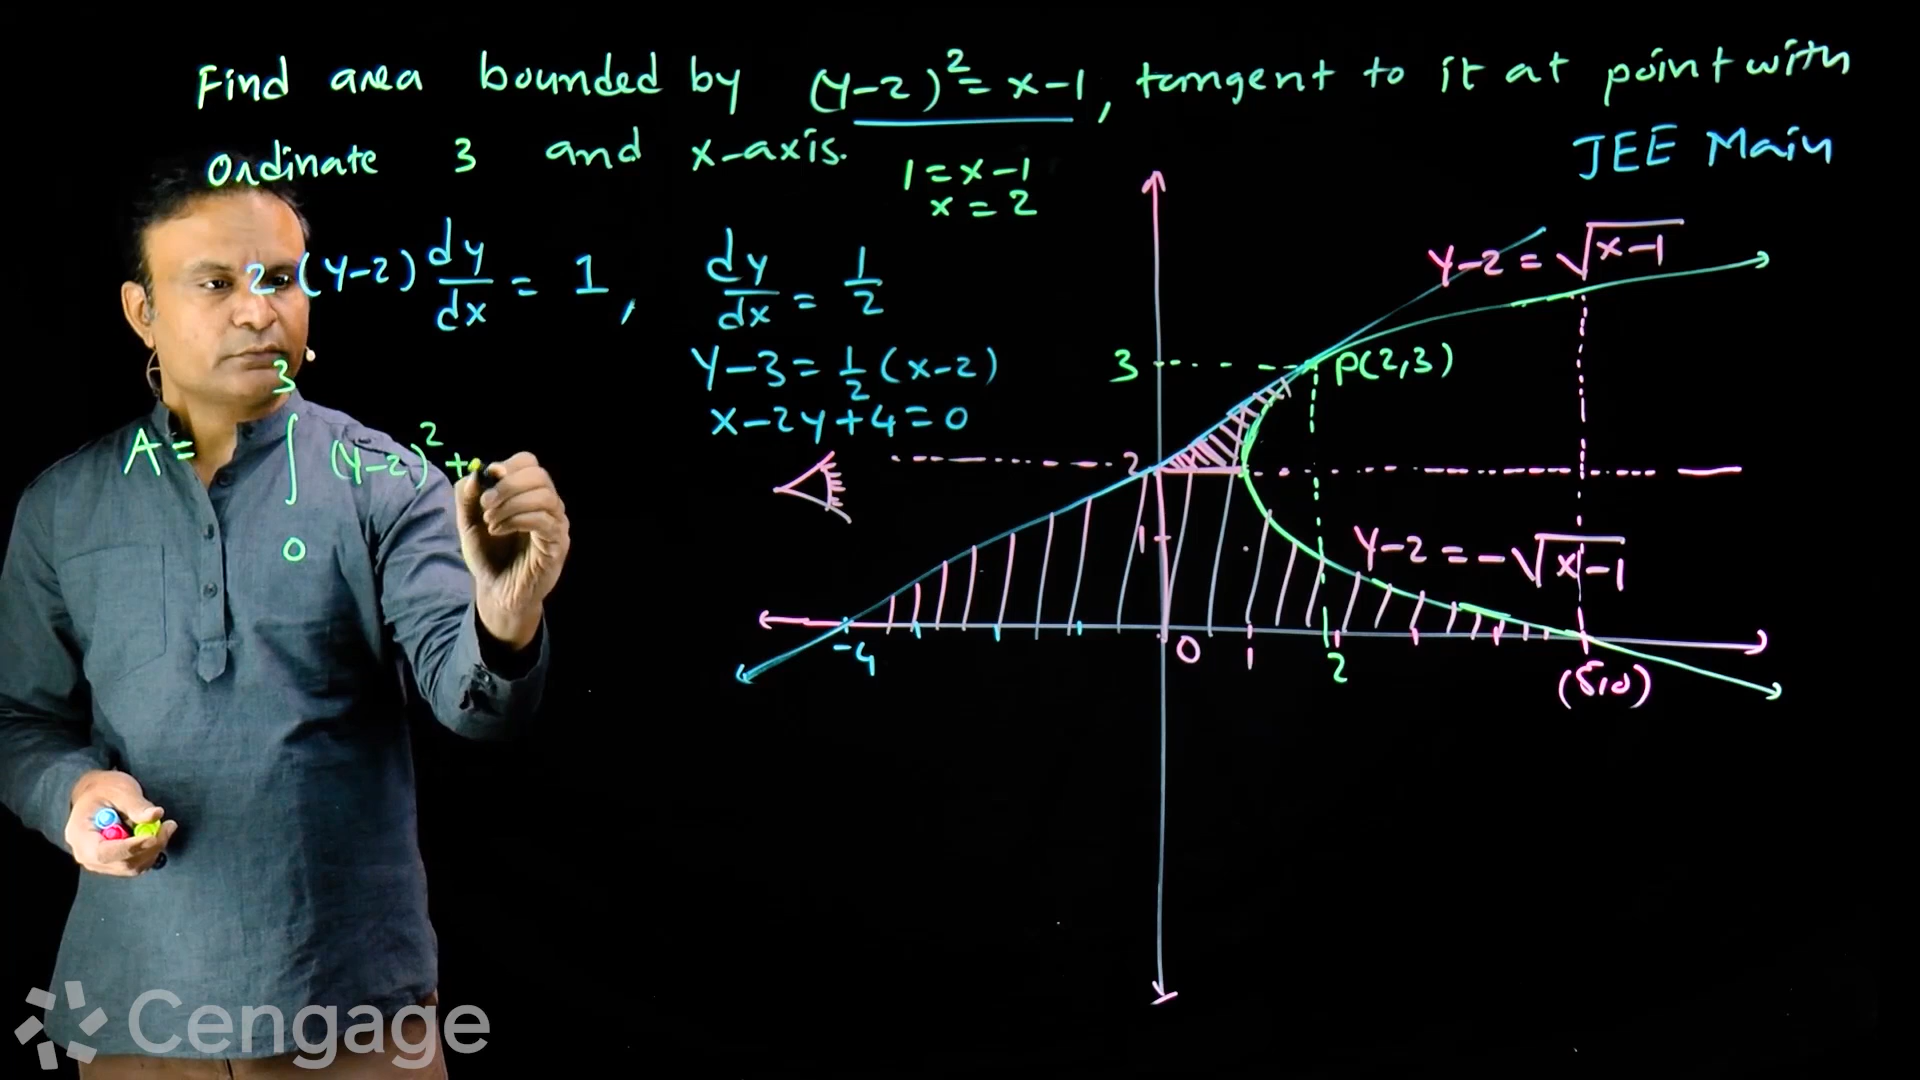 Find area bounded by (y-2)² = x-1, tangent to it at point with
ordinate 3 and x-axis.
JEE Main
1 = x-1
x = 2
2(y-2) dy/dx = 1, dy/dx = 1/2
y-3 = 1/2 (x-2)
x-2y+4=0
A = ∫₀³ (y-2)² +
y-2 = √(x-1)
3
P(2,3)
2
1
y-2 = -√(x-1)
-4 0 1 2 (5,0)
Cengage